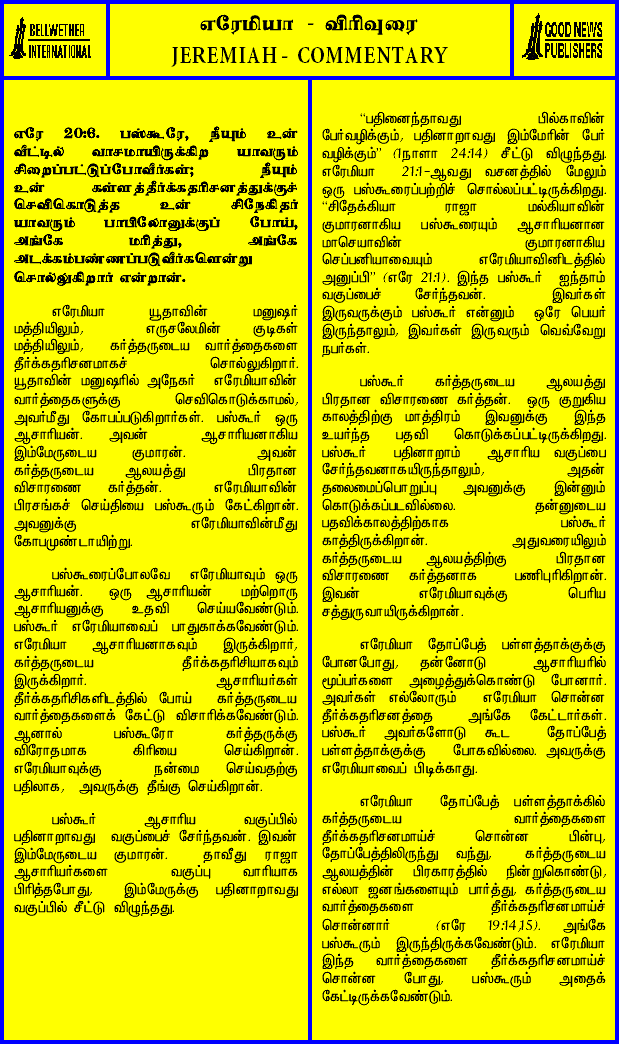 BELLWETHER
INTERNATIONAL
எரேமியா - விரிவுரை
JEREMIAH - COMMENTARY
GOOD NEWS
PUBLISHERS
எரே 20:6. பஸ்கூரே, நீயும் உன்
வீட்டில் வாசமாயிருக்கிற யாவரும்
சிறைப்பட்டுப்போவீர்கள்; நீயும்
உன் கள்ளத்தீர்க்கதரிசனத்துக்குச்
செவிகொடுத்த உன் சிநேகிதர்
யாவரும் பாபிலோனுக்குப் போய்,
அங்கே மரித்து, அங்கே
அடக்கம்பண்ணப்படுவீர்களென்று
சொல்லுகிறார் என்றான்.
எரேமியா யூதாவின் மனுஷர்
மத்தியிலும், எருசலேமின் குடிகள்
மத்தியிலும், கர்த்தருடைய வார்த்தைகளை
தீர்க்கதரிசனமாகச் சொல்லுகிறார்.
யூதாவின் மனுஷரில் அநேகர் எரேமியாவின்
வார்த்தைகளுக்கு செவிகொடுக்காமல்,
அவர்மீது கோபப்படுகிறார்கள். பஸ்கூர் ஒரு
ஆசாரியன். அவன் ஆசாரியனாகிய
இம்மேருடைய குமாரன். அவன்
கர்த்தருடைய ஆலயத்து பிரதான
விசாரணை கர்த்தன். எரேமியாவின்
பிரசங்கச் செய்தியை பஸ்கூரும் கேட்கிறான்.
அவனுக்கு எரேமியாவின்மீது
கோபமுண்டாயிற்று.
பஸ்கூரைப்போலவே எரேமியாவும் ஒரு
ஆசாரியன். ஒரு ஆசாரியன் மற்றொரு
ஆசாரியனுக்கு உதவி செய்யவேண்டும்.
பஸ்கூர் எரேமியாவைப் பாதுகாக்கவேண்டும்.
எரேமியா ஆசாரியனாகவும் இருக்கிறார்,
கர்த்தருடைய தீர்க்கதரிசியாகவும்
இருக்கிறார். ஆசாரியர்கள்
தீர்க்கதரிசிகளிடத்தில் போய் கர்த்தருடைய
வார்த்தைகளைக் கேட்டு விசாரிக்கவேண்டும்.
ஆனால் பஸ்கூரோ கர்த்தருக்கு
விரோதமாக கிரியை செய்கிறான்.
எரேமியாவுக்கு நன்மை செய்வதற்கு
பதிலாக, அவருக்கு தீங்கு செய்கிறான்.
பஸ்கூர் ஆசாரிய வகுப்பில்
பதினாறாவது வகுப்பைச் சேர்ந்தவன். இவன்
இம்மேருடைய குமாரன். தாவீது ராஜா
ஆசாரியர்களை வகுப்பு வாரியாக
பிரித்தபோது, இம்மேருக்கு பதினாறாவது
வகுப்பில் சீட்டு விழுந்தது.
“பதினைந்தாவது பில்காவின்
பேர்வழிக்கும், பதினாறாவது இம்மேரின் பேர்
வழிக்கும்” (1நாளா 24:14) சீட்டு விழுந்தது.
எரேமியா 21:1-ஆவது வசனத்தில் மேலும்
ஒரு பஸ்கூரைப்பற்றிச் சொல்லப்பட்டிருக்கிறது.
“சிதேக்கியா ராஜா மல்கியாவின்
குமாரனாகிய பஸ்கூரையும் ஆசாரியனான
மாசெயாவின் குமாரனாகிய
செப்பனியாவையும் எரேமியாவினிடத்தில்
அனுப்பி” (எரே 21:1). இந்த பஸ்கூர் ஐந்தாம்
வகுப்பைச் சேர்ந்தவன். இவர்கள்
இருவருக்கும் பஸ்கூர் என்னும் ஒரே பெயர்
இருந்தாலும், இவர்கள் இருவரும் வெவ்வேறு
நபர்கள்.
பஸ்கூர் கர்த்தருடைய ஆலயத்து
பிரதான விசாரணை கர்த்தன். ஒரு குறுகிய
காலத்திற்கு மாத்திரம் இவனுக்கு இந்த
உயர்ந்த பதவி கொடுக்கப்பட்டிருக்கிறது.
பஸ்கூர் பதினாறாம் ஆசாரிய வகுப்பை
சேர்ந்தவனாகயிருந்தாலும், அதன்
தலைமைப்பொறுப்பு அவனுக்கு இன்னும்
கொடுக்கப்படவில்லை. தன்னுடைய
பதவிக்காலத்திற்காக பஸ்கூர்
காத்திருக்கிறான். அதுவரையிலும்
கர்த்தருடைய ஆலயத்திற்கு பிரதான
விசாரணை கர்த்தனாக பணிபுரிகிறான்.
இவன் எரேமியாவுக்கு பெரிய
சத்துருவாயிருக்கிறான்.
எரேமியா தோப்பேத் பள்ளத்தாக்குக்கு
போனபோது, தன்னோடு ஆசாரியரில்
மூப்பர்களை அழைத்துக்கொண்டு போனார்.
அவர்கள் எல்லோரும் எரேமியா சொன்ன
தீர்க்கதரிசனத்தை அங்கே கேட்டார்கள்.
பஸ்கூர் அவர்களோடு கூட தோப்பேத்
பள்ளத்தாக்குக்கு போகவில்லை. அவருக்கு
எரேமியாவைப் பிடிக்காது.
எரேமியா தோப்பேத் பள்ளத்தாக்கில்
கர்த்தருடைய வார்த்தைகளை
தீர்க்கதரிசனமாய்ச் சொன்ன பின்பு,
தோப்பேத்திலிருந்து வந்து, கர்த்தருடைய
ஆலயத்தின் பிரகாரத்தில் நின்றுகொண்டு,
எல்லா ஜனங்களையும் பார்த்து, கர்த்தருடைய
வார்த்தைகளை தீர்க்கதரிசனமாய்ச்
சொன்னார் (எரே 19:14,15). அங்கே
பஸ்கூரும் இருந்திருக்கவேண்டும். எரேமியா
இந்த வார்த்தைகளை தீர்க்கதரிசனமாய்ச்
சொன்ன போது, பஸ்கூரும் அதைக்
கேட்டிருக்கவேண்டும்.